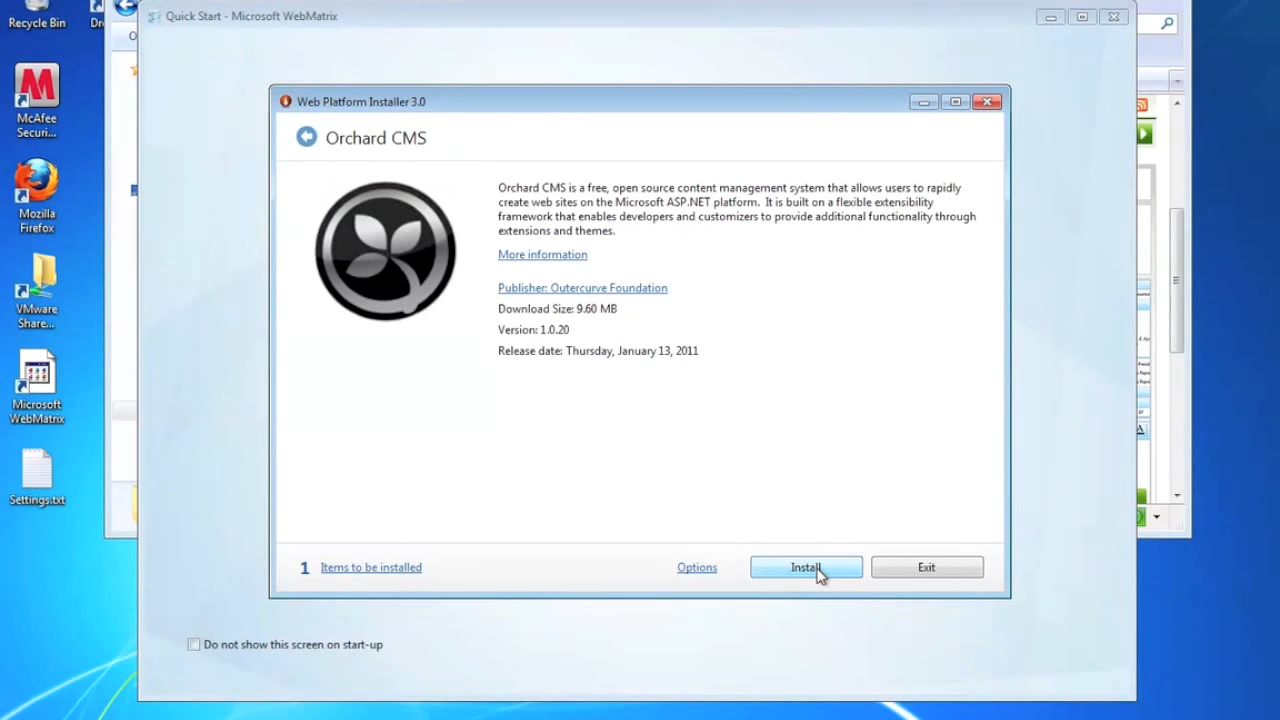 Recycle Bin
Dr
Quick Start - Microsoft WebMatrix
O
McAfee
Securi...
Mozilla
Firefox
VMware
Share...
Microsoft
WebMatrix
Settings.txt
Web Platform Installer 3.0
Orchard CMS
Orchard CMS is a free, open source content management system that allows users to rapidly
create web sites on the Microsoft ASP.NET platform. It is built on a flexible extensibility
framework that enables developers and customizers to provide additional functionality through
extensions and themes.
More information
Publisher: Outercurve Foundation
Download Size: 9.60 MB
Version: 1.0.20
Release date: Thursday, January 13, 2011
1 Items to be installed
Options
Install
Exit
Do not show this screen on start-up